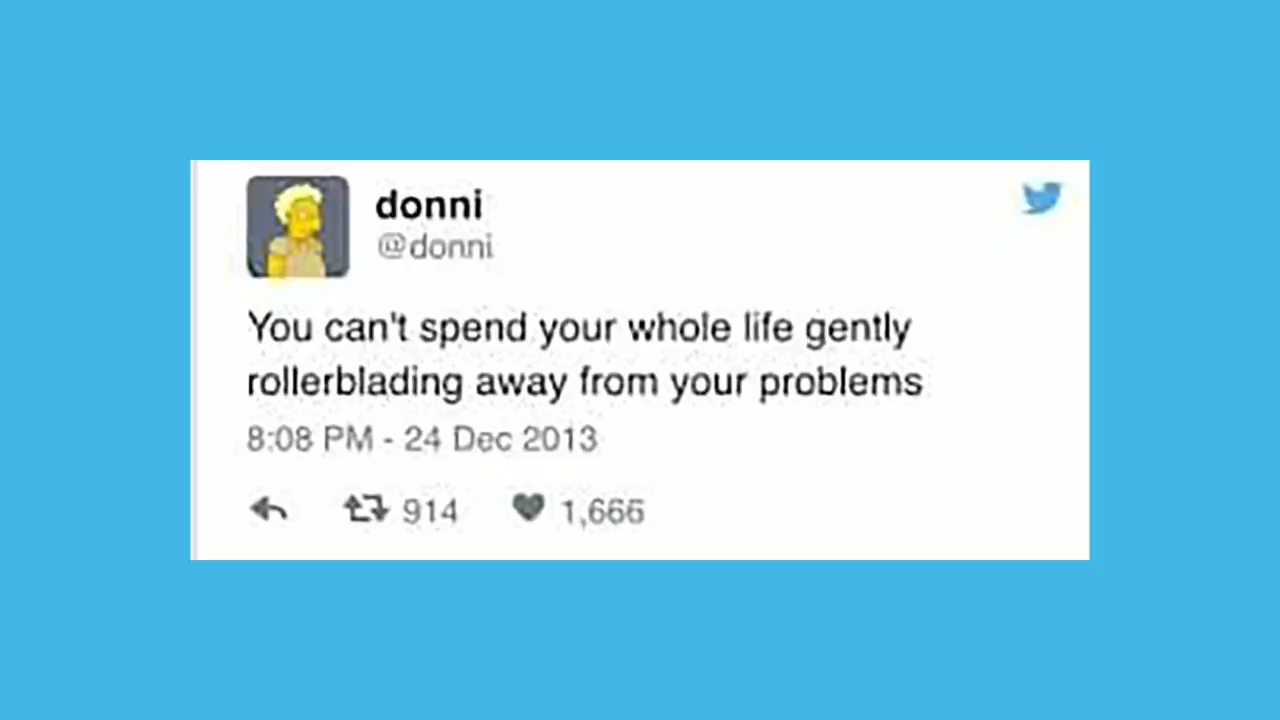 donni
@donni
You can't spend your whole life gently
rollerblading away from your problems
8:08 PM - 24 Dec 2013
914 1,666